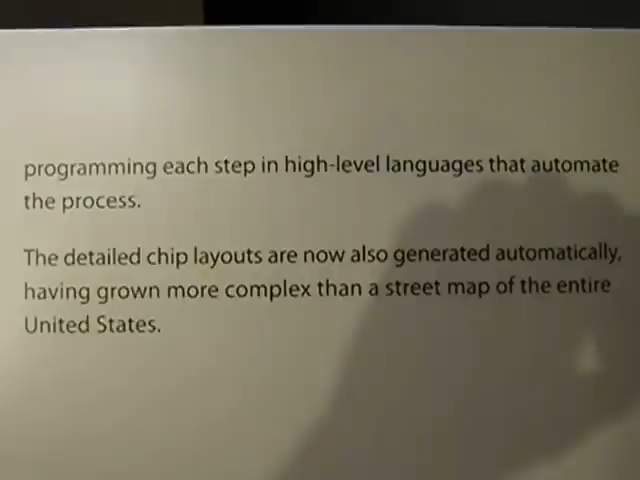 programming each step in high-level languages that automate
the process.
The detailed chip layouts are now also generated automatically,
having grown more complex than a street map of the entire
United States.